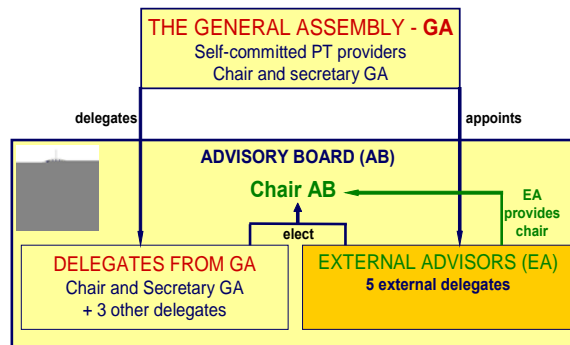 THE GENERAL ASSEMBLY - GA
Self-committed PT providers
Chair and secretary GA
delegates
appoints
ADVISORY BOARD (AB)
Chair AB
EA
provides
chair
elect
DELEGATES FROM GA
Chair and Secretary GA
+ 3 other delegates
EXTERNAL ADVISORS (EA)
5 external delegates